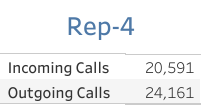 Rep-4
Incoming Calls 20,591
Outgoing Calls 24,161